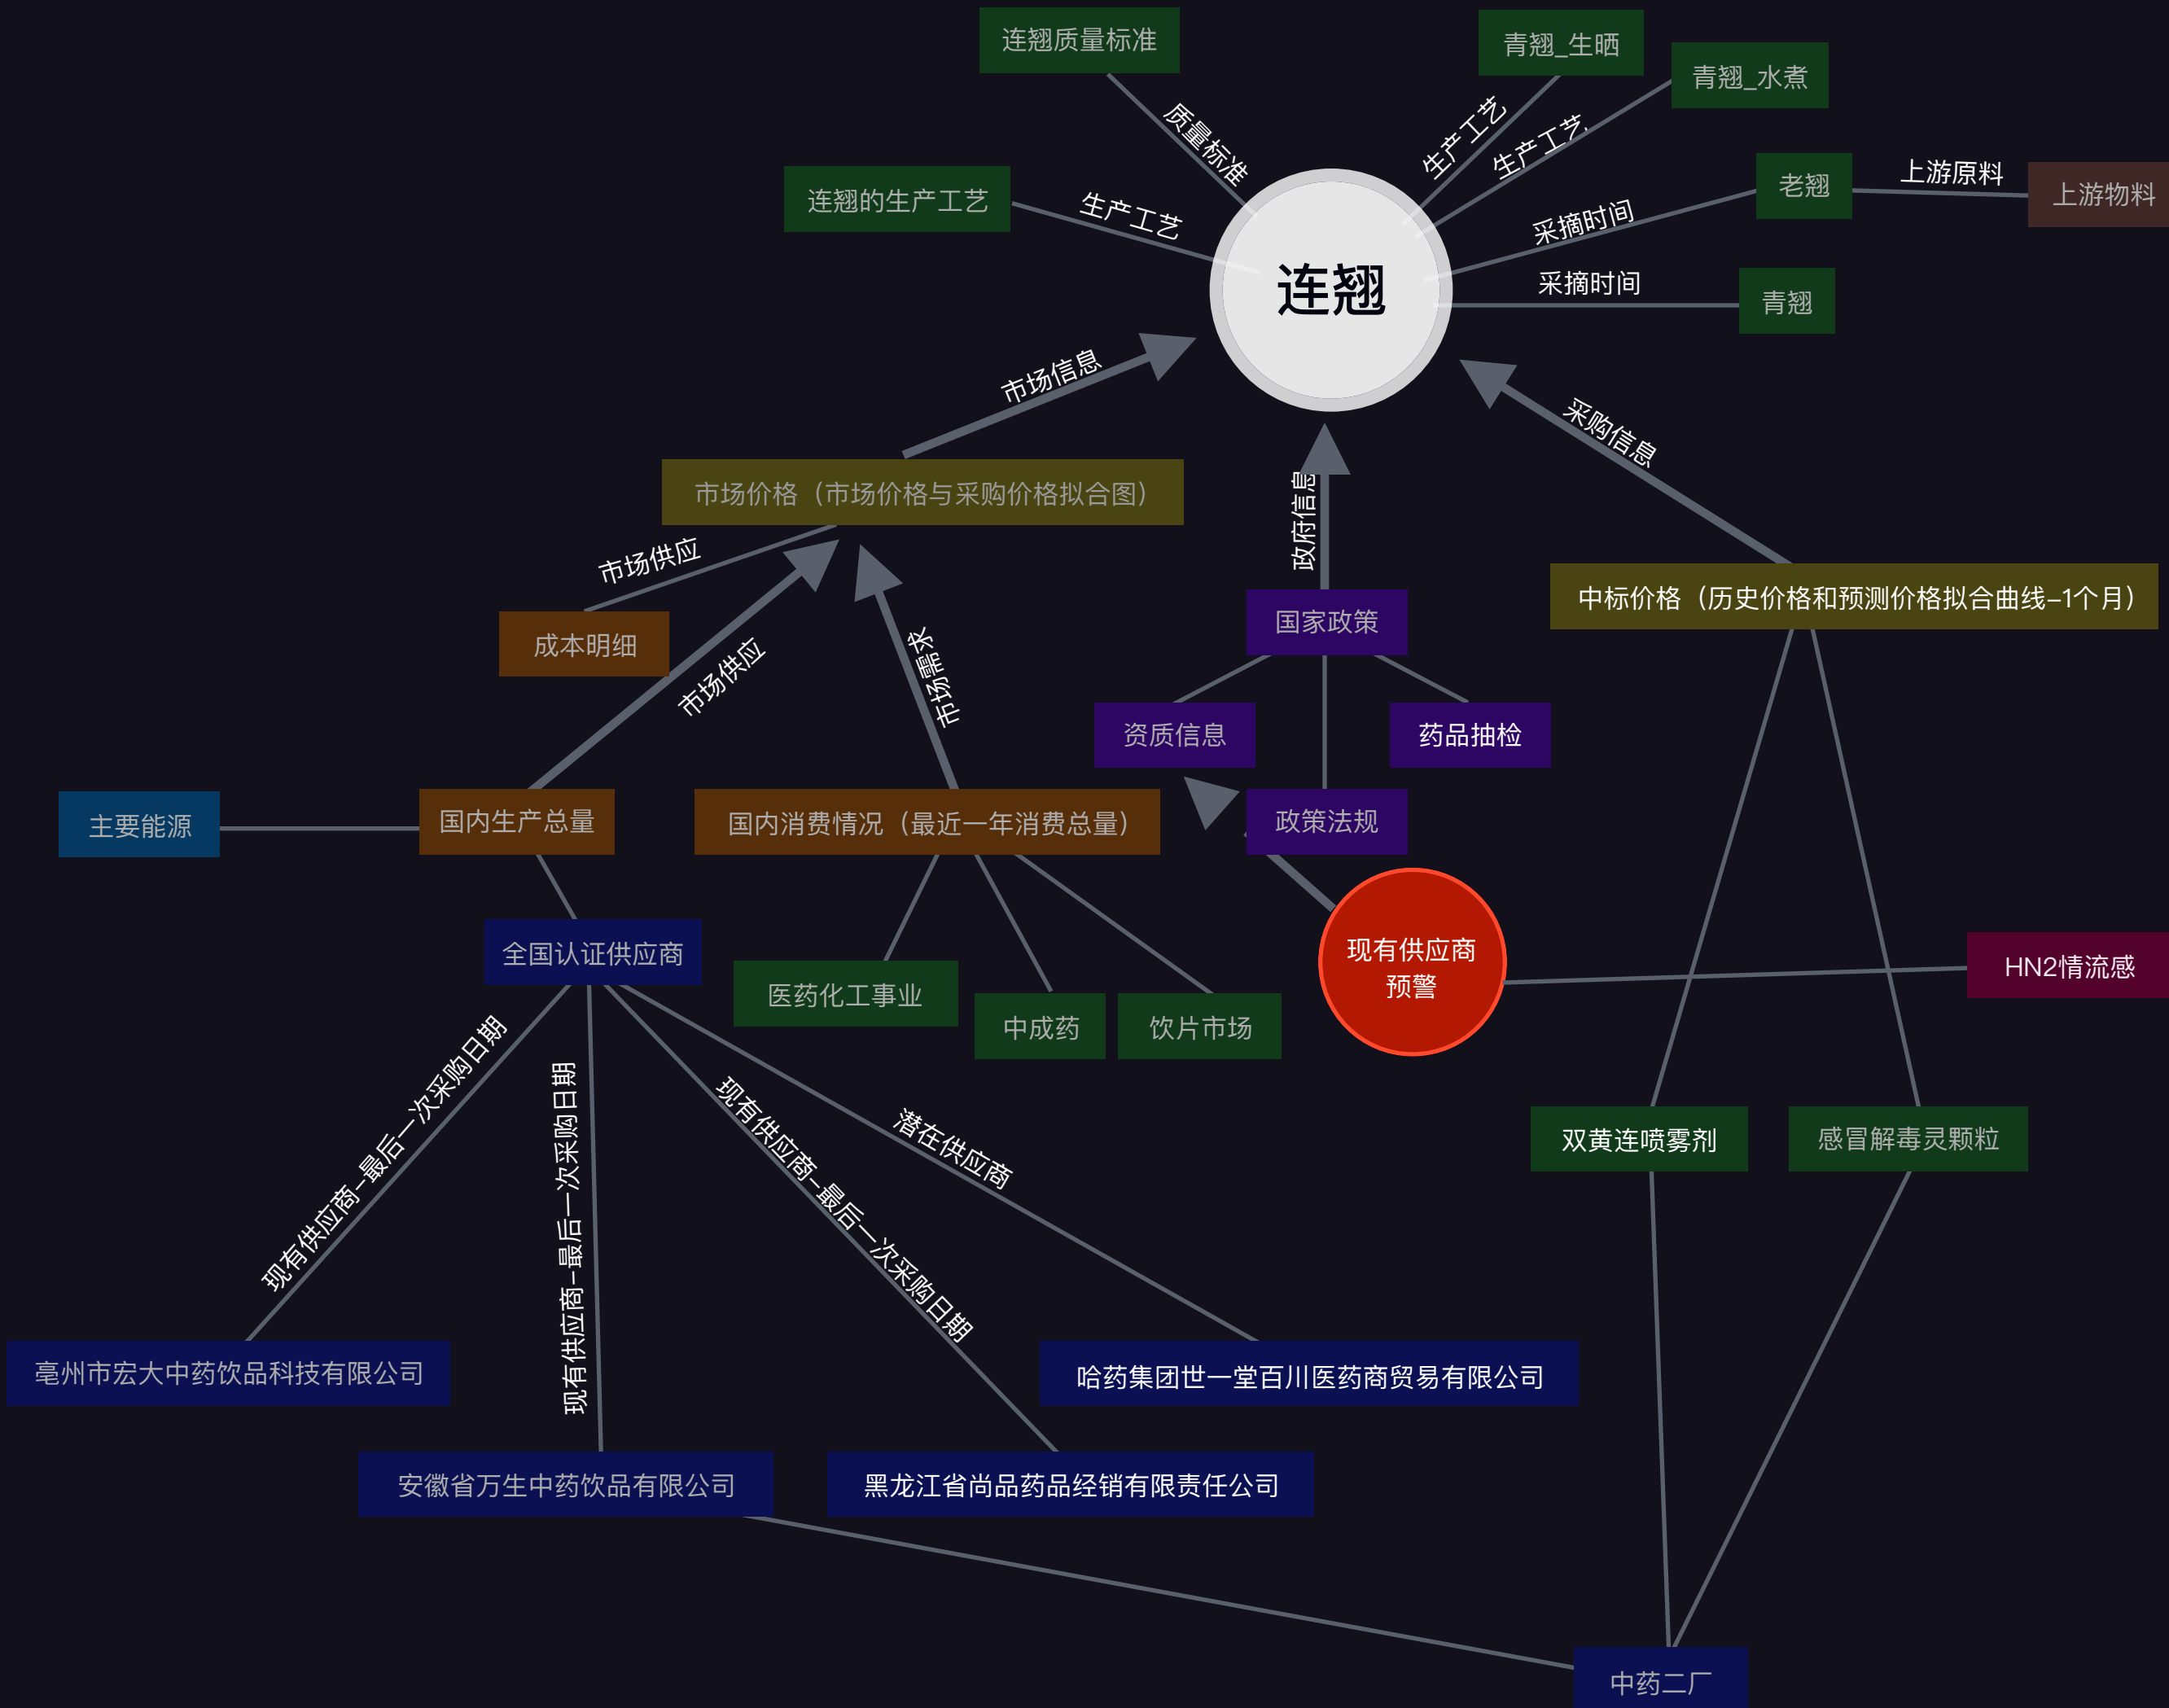 连翘质量标准
青翘_生晒
青翘_水煮
质量标准
生产工艺
生产工艺
连翘的生产工艺
生产工艺
老翘
上游原料
上游物料
采摘时间
连翘
采摘时间
青翘
市场信息
采购信息
市场价格（市场价格与采购价格拟合图）
政府信息
市场供应
中标价格（历史价格和预测价格拟合曲线-1个月）
国家政策
成本明细
市场供应
市场需求
资质信息
药品抽检
主要能源
国内生产总量
国内消费情况（最近一年消费总量）
政策法规
全国认证供应商
现有供应商
预警
HN2情流感
医药化工事业
中成药
饮片市场
现有供应商-最后一次采购日期
现有供应商-最后一次采购日期
现有供应商-最后一次采购日期
潜在供应商
双黄连喷雾剂
感冒解毒灵颗粒
亳州市宏大中药饮品科技有限公司
哈药集团世一堂百川医药商贸易有限公司
安徽省万生中药饮品有限公司
黑龙江省尚品药品经销有限责任公司
中药二厂